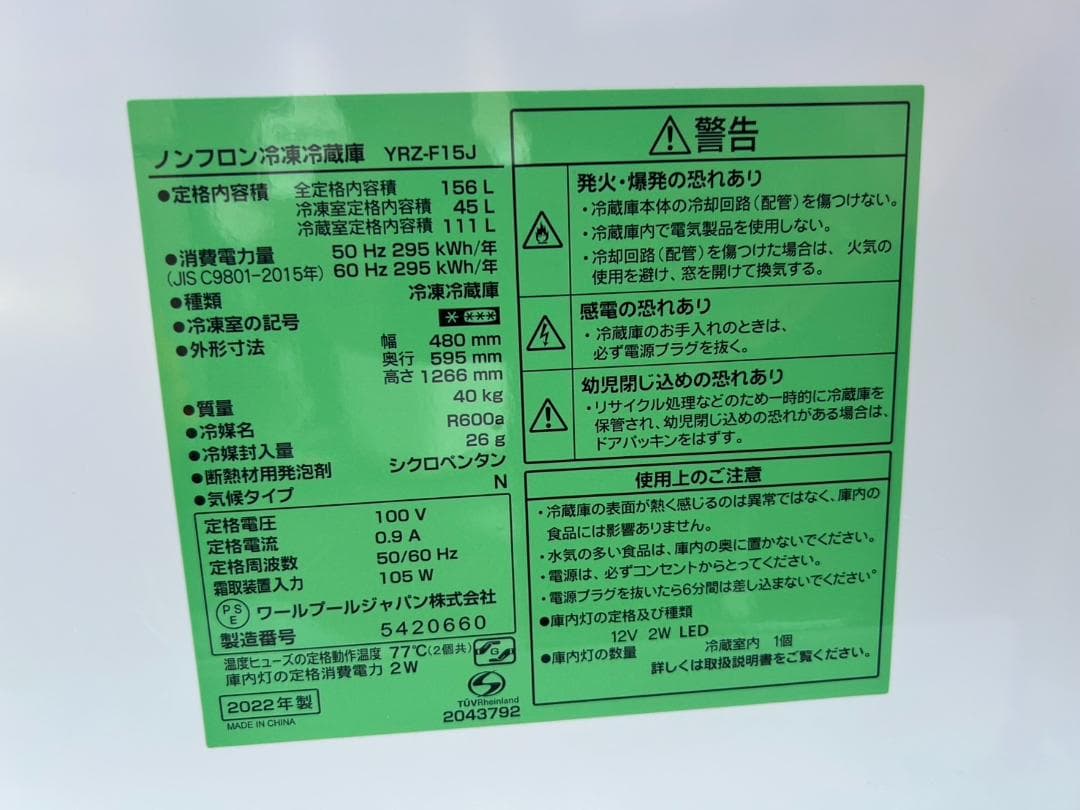 ノンフロン冷凍冷蔵庫 YRZ-F15J
●定格内容積 全定格内容積 156 L
冷凍室定格内容積 45 L
冷蔵室定格内容積 111 L
●消費電力量 50 Hz 295 kWh/年
(JIS C9801-2015年) 60 Hz 295 kWh/年
●種類 冷凍冷蔵庫
●冷凍室の記号
●外形寸法 幅 480 mm
奥行 595 mm
高さ 1266 mm
●質量 40 kg
●冷媒名 R600a
●冷媒封入量 26 g
●断熱材用発泡剤 シクロペンタン
●気候タイプ N
定格電圧 100 V
定格電流 0.9 A
定格周波数 50/60 Hz
霜取装置入力 105 W
PSE ワールプールジャパン株式会社
製造番号 5420660
温度ヒューズの定格動作温度 77℃(2個共) G
庫内灯の定格消費電力 2W
2022年製
MADE IN CHINA
TÜVRheinland
2043792
警告
発火・爆発の恐れあり
・冷蔵庫本体の冷却回路(配管)を傷つけない。
・冷蔵庫内で電気製品を使用しない。
・冷却回路(配管)を傷つけた場合は、火気の
使用を避け、窓を開けて換気する。
感電の恐れあり
・冷蔵庫のお手入れのときは、
必ず電源プラグを抜く。
幼児閉じ込めの恐れあり
・リサイクル処理などのため一時的に冷蔵庫を
保管され、幼児閉じ込めの恐れがある場合は、
ドアパッキンをはずす。
使用上のご注意
・冷蔵庫の表面が熱く感じるのは異常ではなく、庫内の
食品には影響ありません。
・水気の多い食品は、庫内の奥に置かないでください。
・電源は、必ずコンセントからとってください。
・電源プラグを抜いたら6分間は差し込まないでください。
●庫内灯の定格及び種類
12V 2W LED
●庫内灯の数量 冷蔵室内 1個
詳しくは取扱説明書をご覧ください。